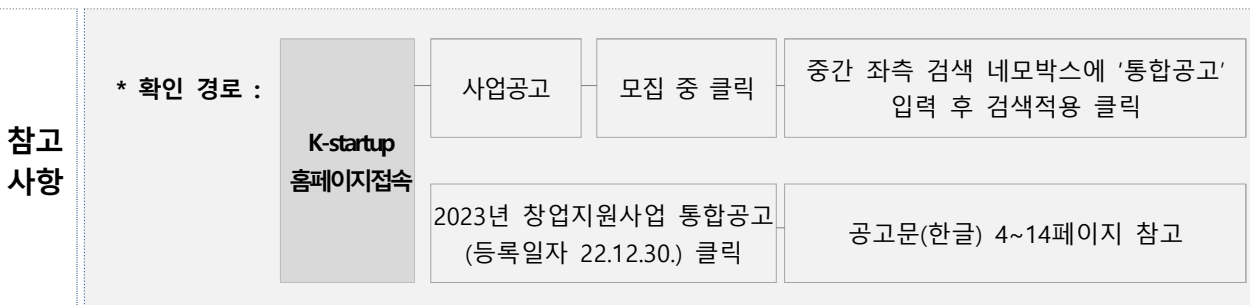 참고
사항
* 확인 경로 :
K-startup
홈페이지접속
사업공고
모집 중 클릭
중간 좌측 검색 네모박스에 '통합공고'
입력 후 검색적용 클릭
2023년 창업지원사업 통합공고
(등록일자 22.12.30.) 클릭
공고문(한글) 4~14페이지 참고